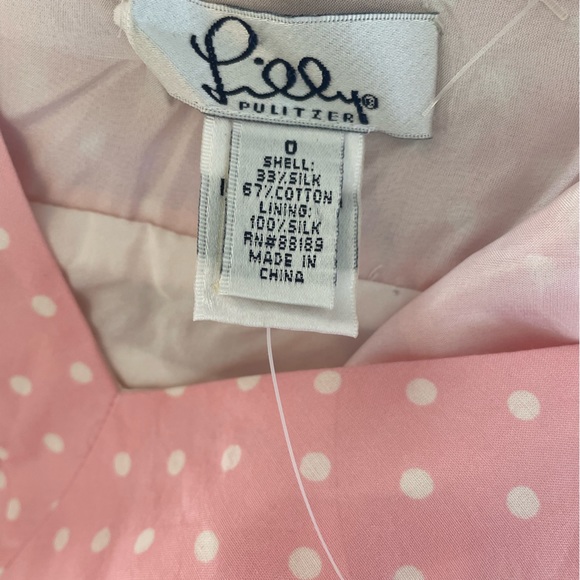 Lilly®
PULITZER
0
SHELL:
33%SILK
67%COTTON
LINING:
100%SILK
RN#88189
MADE IN
CHINA